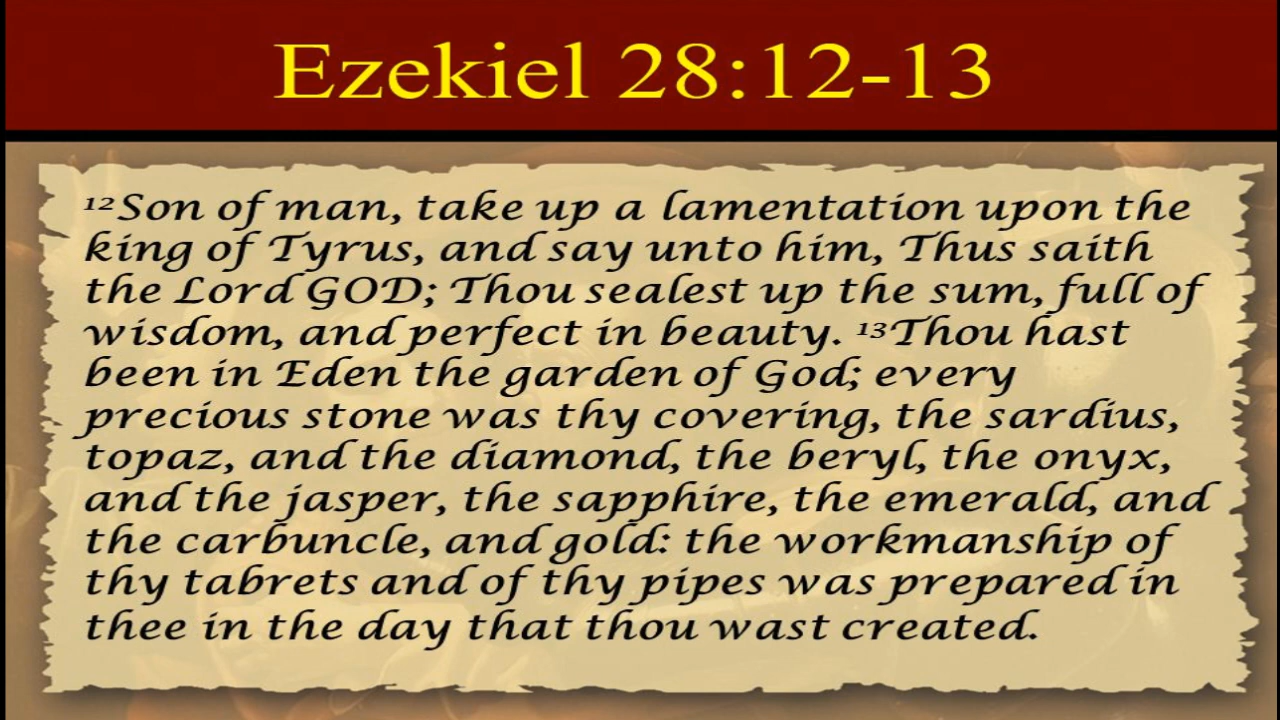 Ezekiel 28:12-13
¹²Son of man, take up a lamentation upon the
king of Tyrus, and say unto him, Thus saith
the Lord GOD; Thou sealest up the sum, full of
wisdom, and perfect in beauty. ¹³Thou hast
been in Eden the garden of God; every
precious stone was thy covering, the sardius,
topaz, and the diamond, the beryl, the onyx,
and the jasper, the sapphire, the emerald, and
the carbuncle, and gold: the workmanship of
thy tabrets and of thy pipes was prepared in
thee in the day that thou wast created.